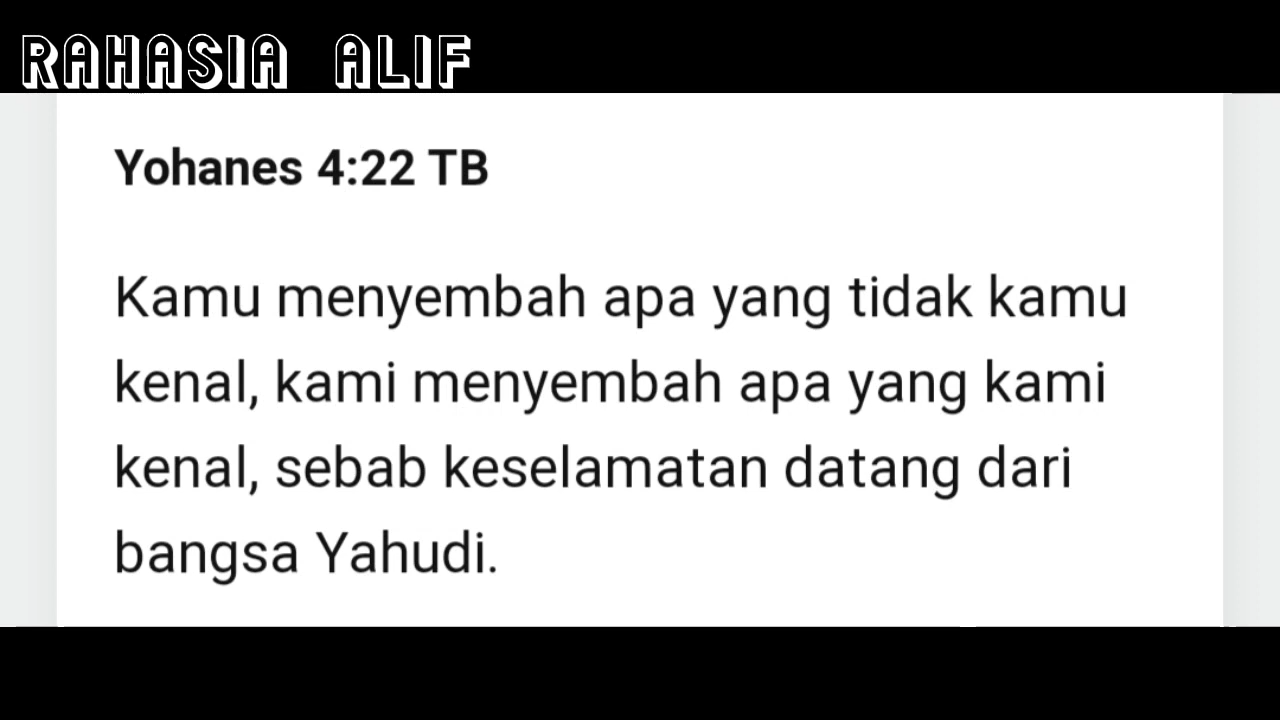 RAHASIA ALIF
Yohanes 4:22 TB
Kamu menyembah apa yang tidak kamu
kenal, kami menyembah apa yang kami
kenal, sebab keselamatan datang dari
bangsa Yahudi.